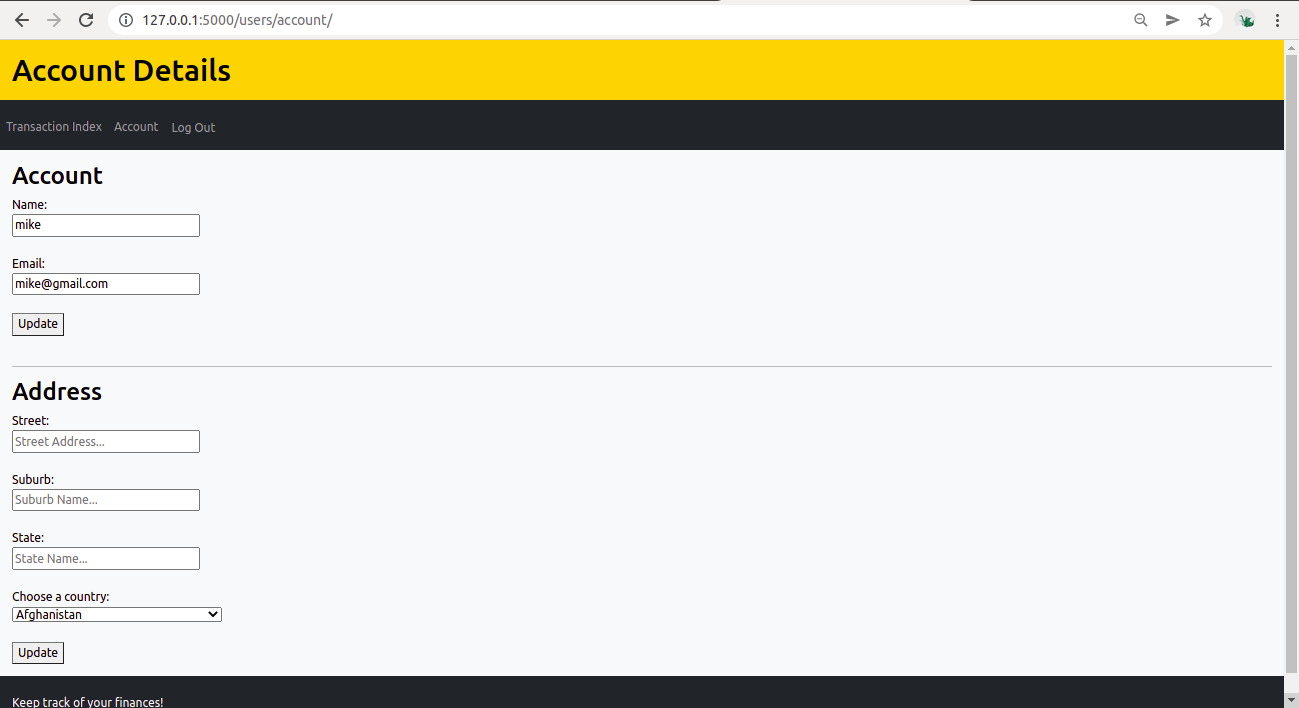 127.0.0.1:5000/users/account/
Account Details
Transaction Index Account Log Out
Account
Name:
mike
Email:
mike@gmail.com
Update
Address
Street:
Street Address...
Suburb:
Suburb Name...
State:
State Name...
Choose a country:
Afghanistan
Update
Keep track of your finances!